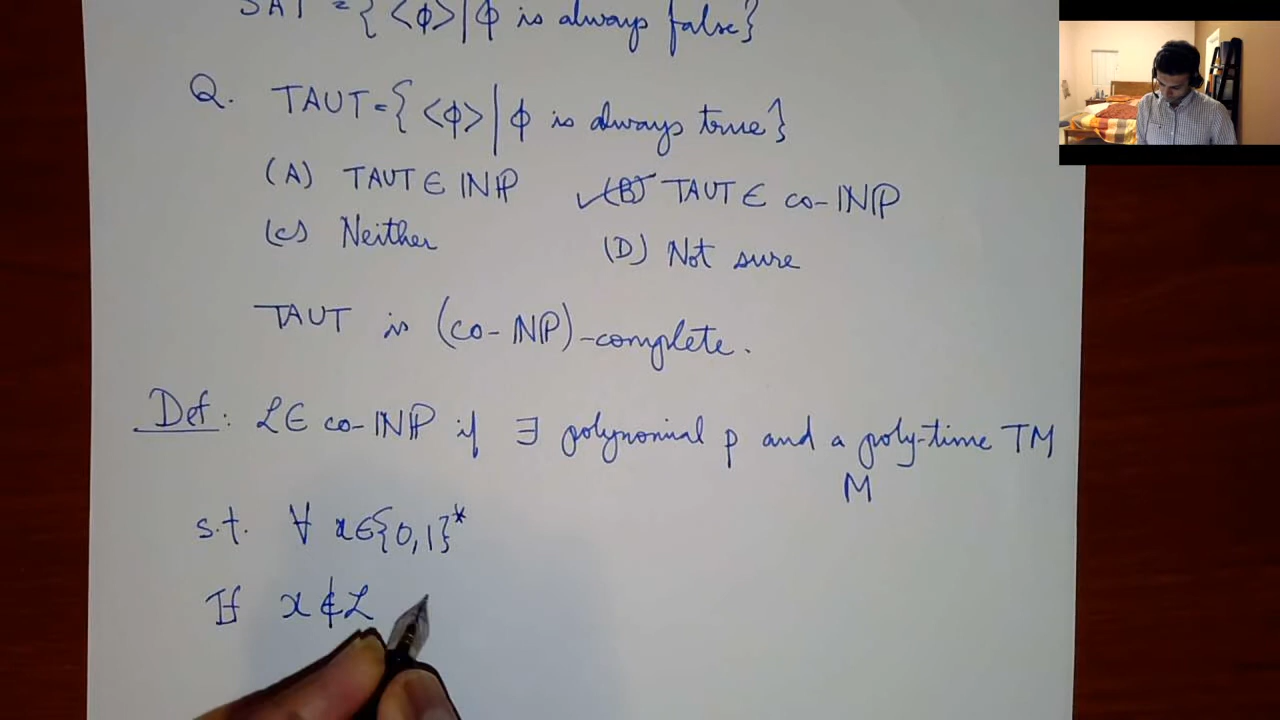 SAT = { <ϕ> | ϕ is always false}
Q. TAUT = { <ϕ> | ϕ is always true}
(A) TAUT ∈ NP (B) TAUT ∈ co-NP
(C) Neither (D) Not sure
TAUT is (co-NP)-complete.
Def: L ∈ co-NP if ∃ polynomial p and a poly-time TM
M
s.t. ∀ x∈{0,1}*
If x∉L